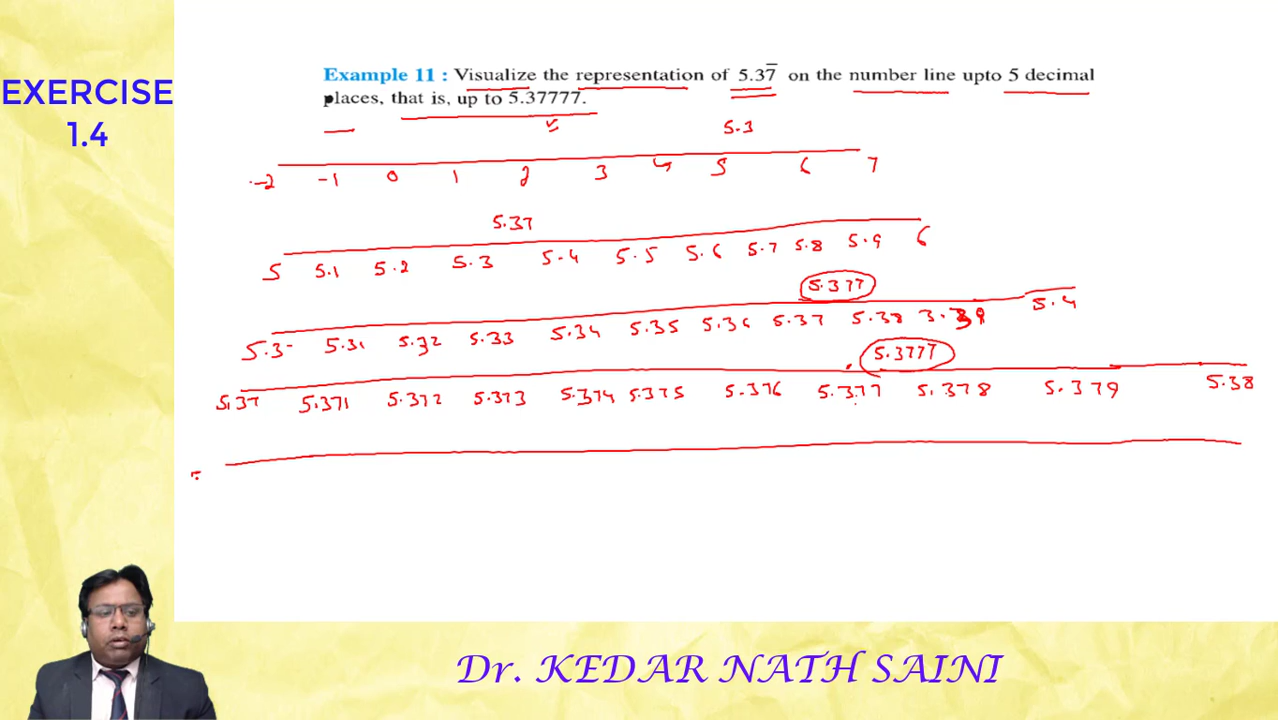 EXERCISE
1.4
Example 11 : Visualize the representation of 5.37̅ on the number line upto 5 decimal
places, that is, up to 5.37777.
5.3
-2 -1 0 1 2 3 4 5 6 7
5.37
5 5.1 5.2 5.3 5.4 5.5 5.6 5.7 5.8 5.9 6
5.377
5.3 5.31 5.32 5.33 5.34 5.35 5.36 5.37 5.38 5.4
5.3777
5.37 5.371 5.372 5.373 5.374 5.375 5.376 5.377 5.378 5.379 5.38
Dr. KEDAR NATH SAINI